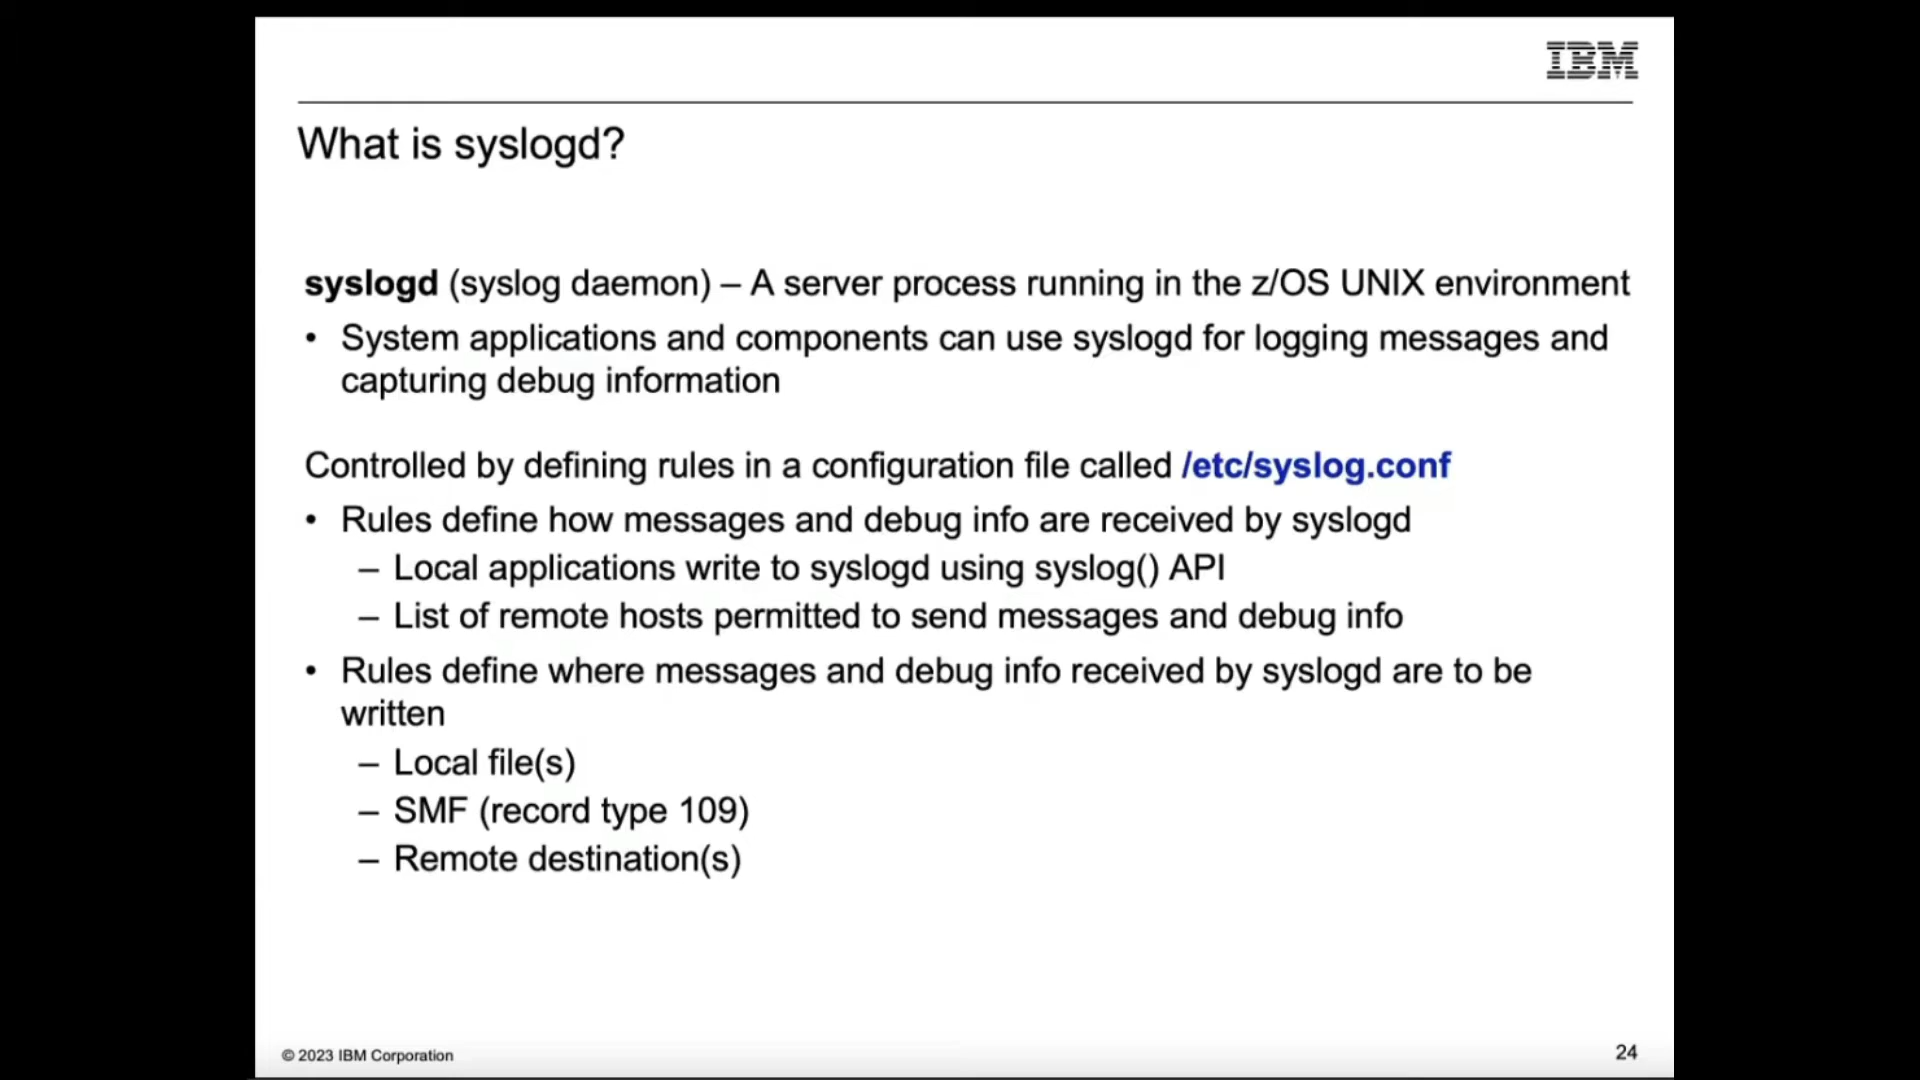 IBM
What is syslogd?
syslogd (syslog daemon) – A server process running in the z/OS UNIX environment
• System applications and components can use syslogd for logging messages and
capturing debug information
Controlled by defining rules in a configuration file called /etc/syslog.conf
• Rules define how messages and debug info are received by syslogd
– Local applications write to syslogd using syslog() API
– List of remote hosts permitted to send messages and debug info
• Rules define where messages and debug info received by syslogd are to be
written
– Local file(s)
– SMF (record type 109)
– Remote destination(s)
© 2023 IBM Corporation
24